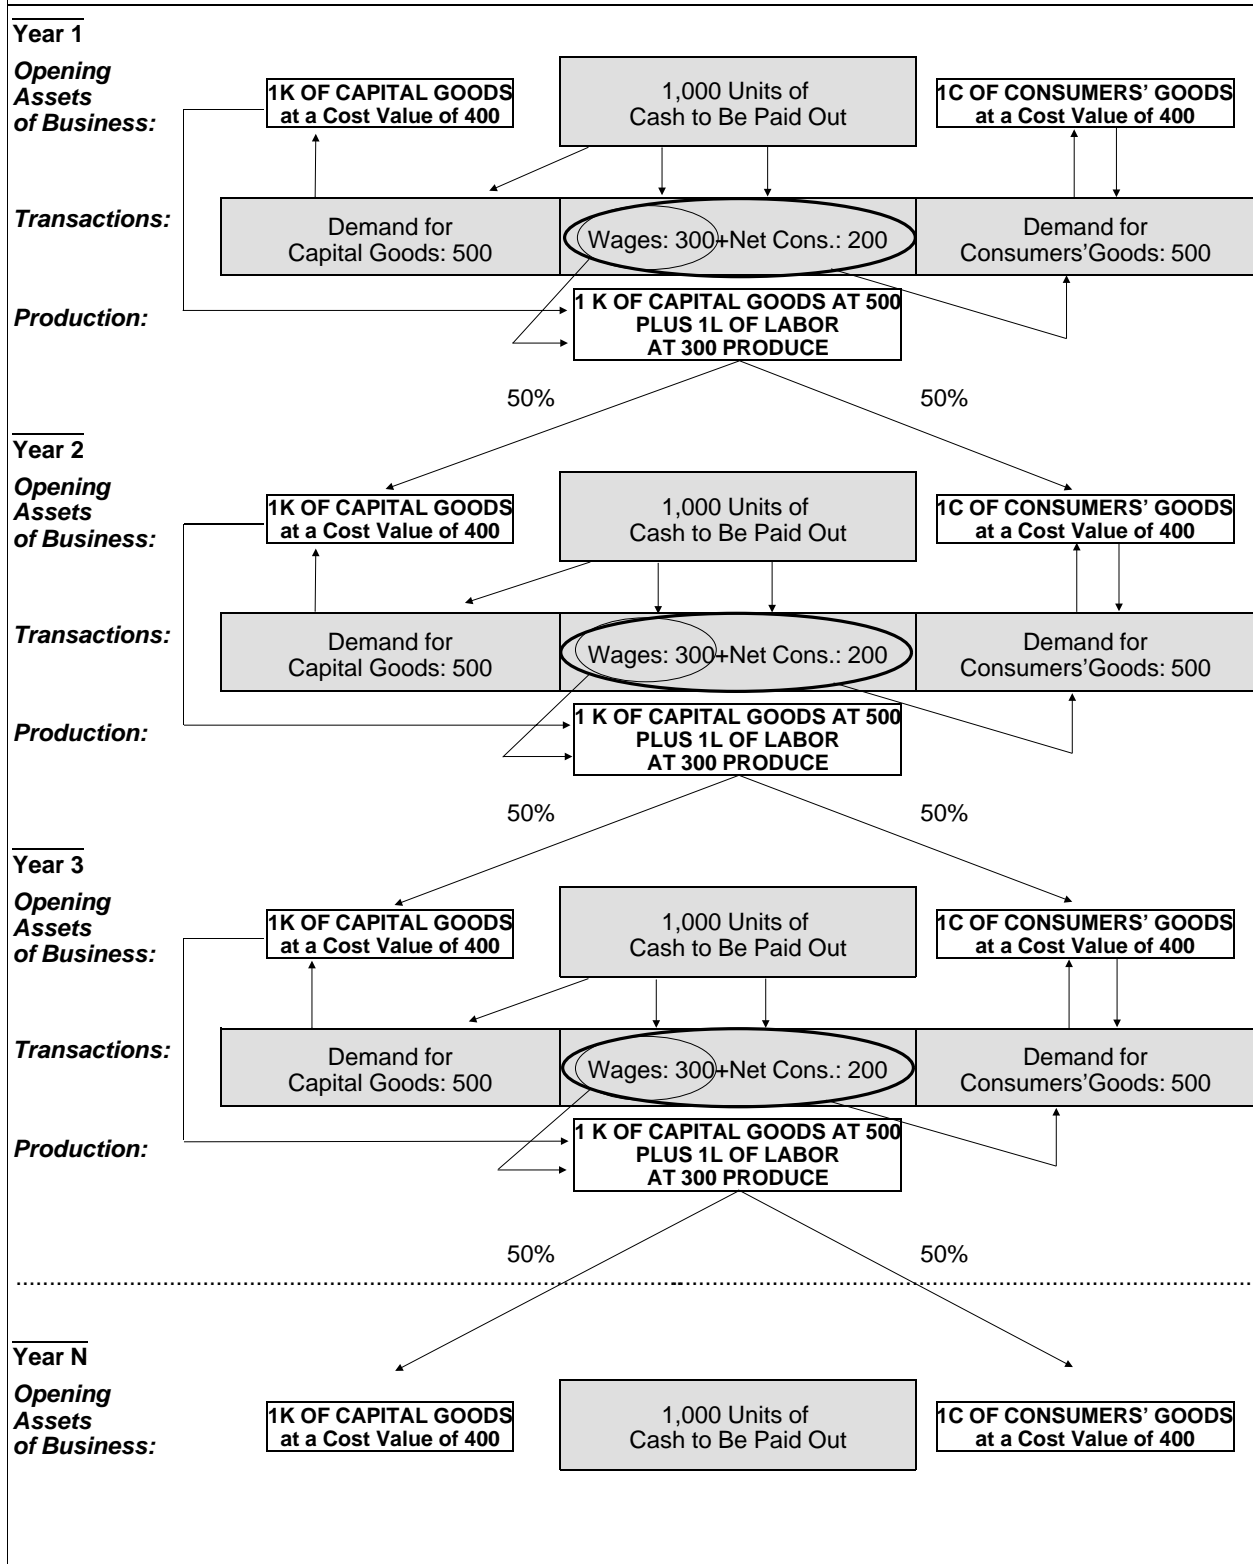 Year 1
Opening
Assets
of Business:
1K OF CAPITAL GOODS
at a Cost Value of 400
1,000 Units of
Cash to Be Paid Out
1C OF CONSUMERS’ GOODS
at a Cost Value of 400
Transactions:
Demand for
Capital Goods: 500
Wages: 300+Net Cons.: 200
Demand for
Consumers’Goods: 500
Production:
1 K OF CAPITAL GOODS AT 500
PLUS 1L OF LABOR
AT 300 PRODUCE
50%
50%
Year 2
Opening
Assets
of Business:
1K OF CAPITAL GOODS
at a Cost Value of 400
1,000 Units of
Cash to Be Paid Out
1C OF CONSUMERS’ GOODS
at a Cost Value of 400
Transactions:
Demand for
Capital Goods: 500
Wages: 300+Net Cons.: 200
Demand for
Consumers’Goods: 500
Production:
1 K OF CAPITAL GOODS AT 500
PLUS 1L OF LABOR
AT 300 PRODUCE
50%
50%
Year 3
Opening
Assets
of Business:
1K OF CAPITAL GOODS
at a Cost Value of 400
1,000 Units of
Cash to Be Paid Out
1C OF CONSUMERS’ GOODS
at a Cost Value of 400
Transactions:
Demand for
Capital Goods: 500
Wages: 300+Net Cons.: 200
Demand for
Consumers’Goods: 500
Production:
1 K OF CAPITAL GOODS AT 500
PLUS 1L OF LABOR
AT 300 PRODUCE
50%
50%
Year N
Opening
Assets
of Business:
1K OF CAPITAL GOODS
at a Cost Value of 400
1,000 Units of
Cash to Be Paid Out
1C OF CONSUMERS’ GOODS
at a Cost Value of 400